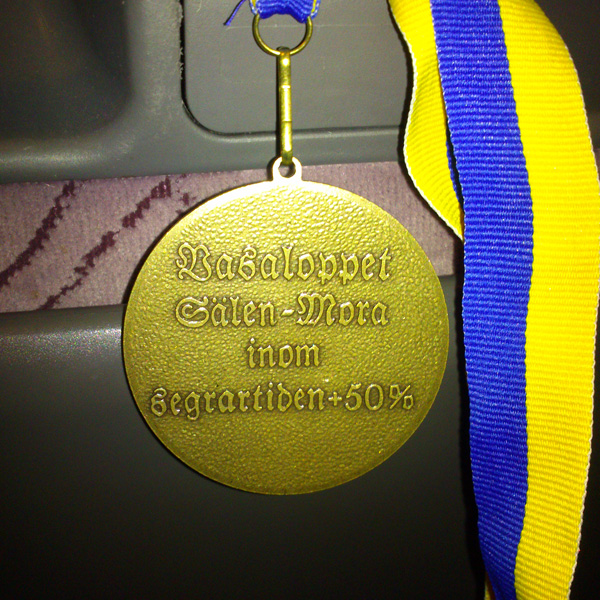 Vasaloppet
Sälen-Mora
inom
segrartiden+50%